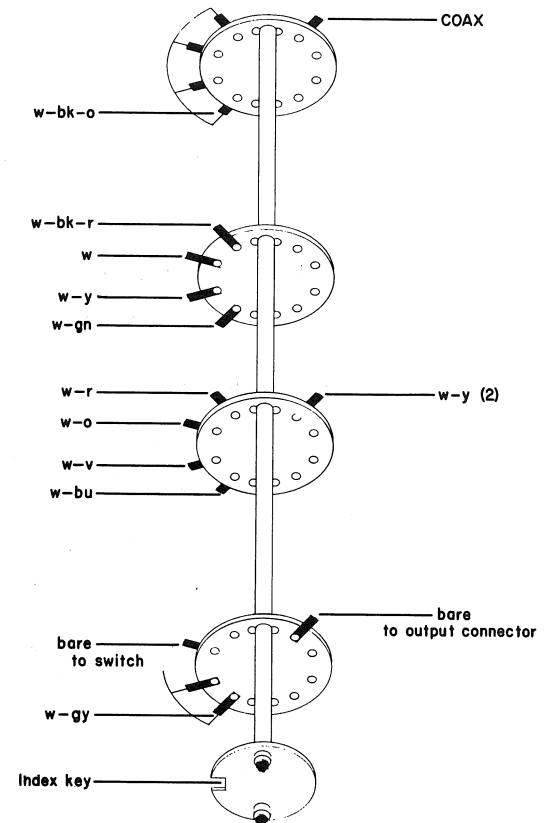 COAX
w-bk-o
w-bk-r
w
w-y
w-gn
w-r
w-y (2)
w-o
w-v
w-bu
bare
to output connector
bare
to switch
w-gy
Index key